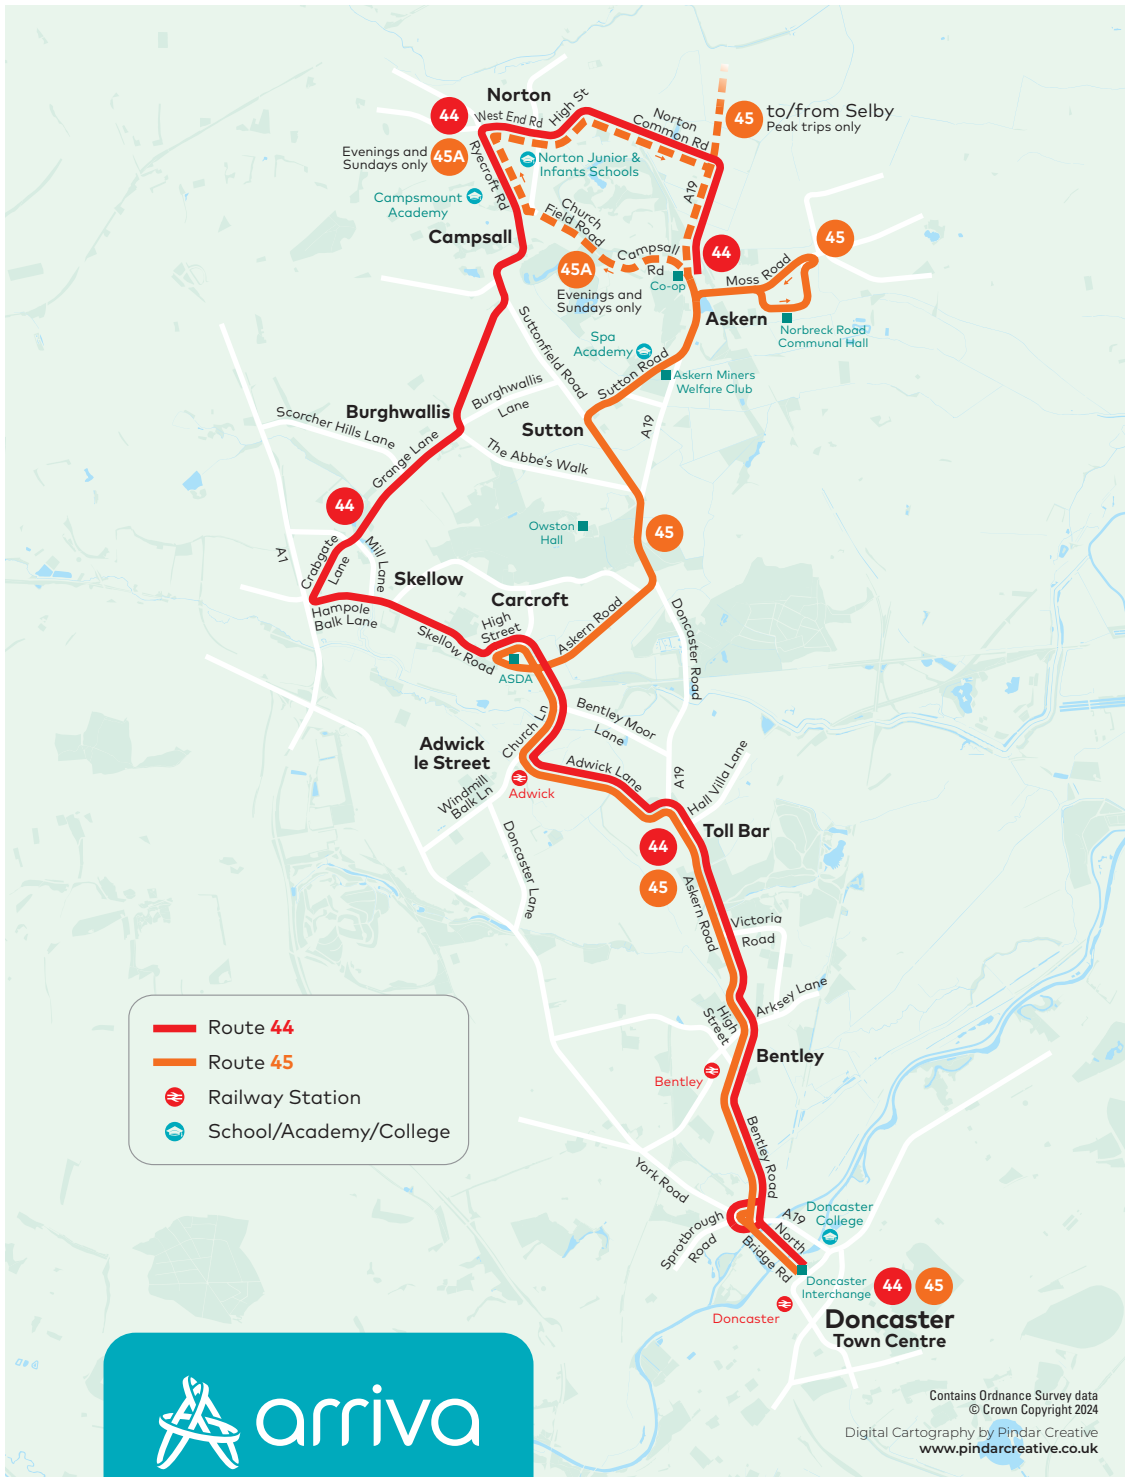 Norton
44
West End Rd
High St
Norton
Common Rd
45
to/from Selby
Peak trips only
Evenings and
Sundays only
45A
Ryecroft Rd
Norton Junior &
Infants Schools
A19
Campsmount
Academy
Church
Field Road
Campsall
Campsall
Rd
44
45
45A
Co-op
Moss Road
Evenings and
Sundays only
Askern
Norbreck Road
Communal Hall
Suttonfield Road
Spa
Academy
Sutton Road
Askern Miners
Welfare Club
Burghwallis
Lane
Burghwallis
Scorcher Hills Lane
Sutton
A19
Grange Lane
The Abbe's Walk
44
Owston
Hall
45
A1
Crabgate
Lane
Mill Lane
Skellow
Hampole
Balk Lane
Carcroft
High
Street
Askern Road
Doncaster Road
Skellow Road
ASDA
Church Ln
Bentley Moor
Lane
Adwick
le Street
Adwick Lane
A19
Hall Villa Lane
Windmill
Balk Ln
Adwick
Toll Bar
44
45
Doncaster Lane
Askern Road
Victoria
Road
Arksey Lane
High
Street
Bentley
Bentley
Route 44
Route 45
Railway Station
School/Academy/College
Bentley Road
York Road
Sprotbrough
Road
A19
North
Bridge Rd
Doncaster
College
Doncaster
Interchange
44
45
Doncaster
Doncaster
Town Centre
arriva
Contains Ordnance Survey data
© Crown Copyright 2024
Digital Cartography by Pindar Creative
www.pindarcreative.co.uk